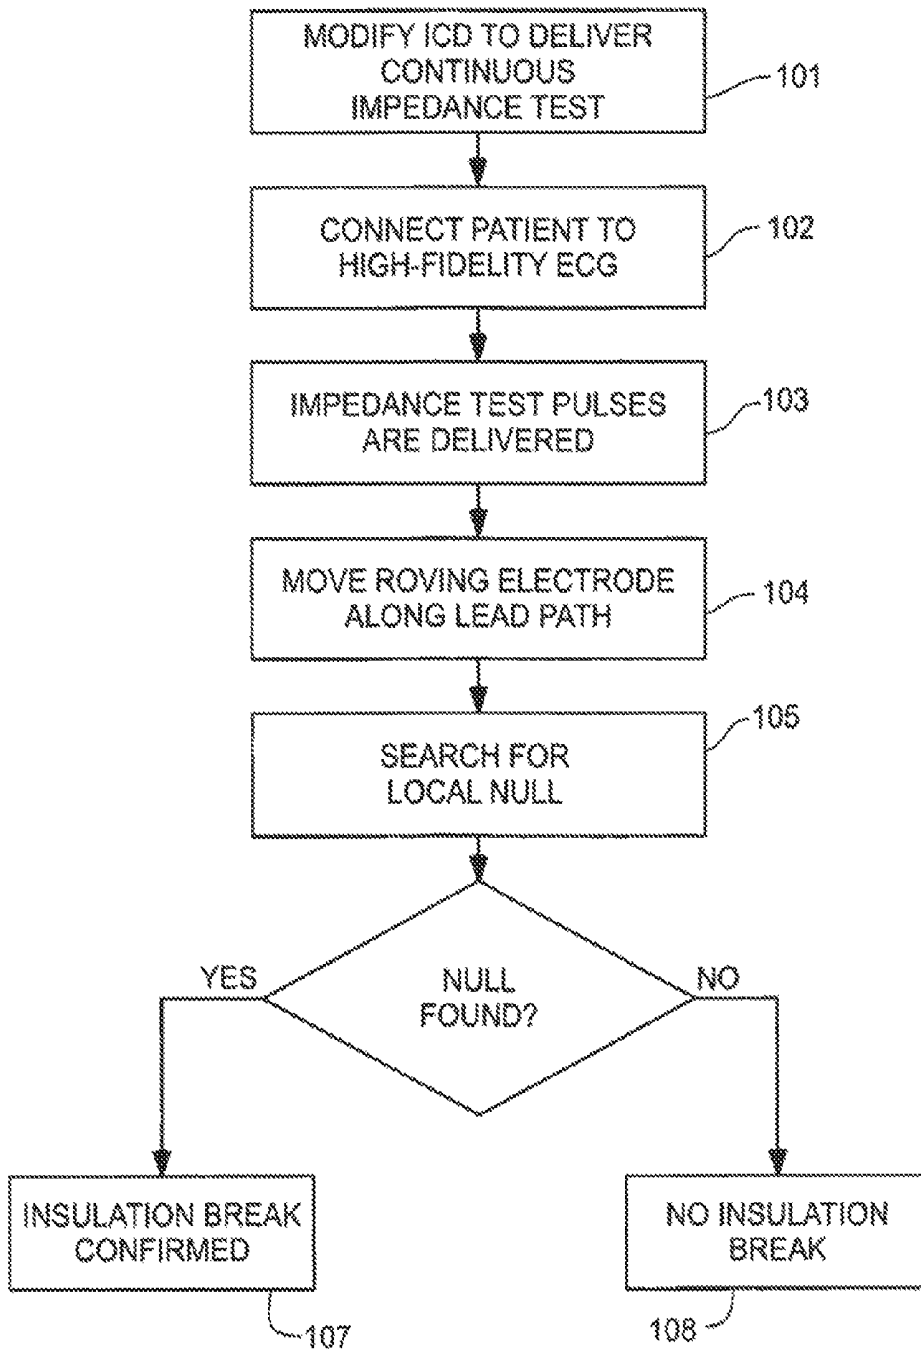 MODIFY ICD TO DELIVER
CONTINUOUS
IMPEDANCE TEST
101
CONNECT PATIENT TO
HIGH-FIDELITY ECG
102
IMPEDANCE TEST PULSES
ARE DELIVERED
103
MOVE ROVING ELECTRODE
ALONG LEAD PATH
104
SEARCH FOR
LOCAL NULL
105
YES
NULL
FOUND?
NO
INSULATION BREAK
CONFIRMED
107
NO INSULATION
BREAK
108